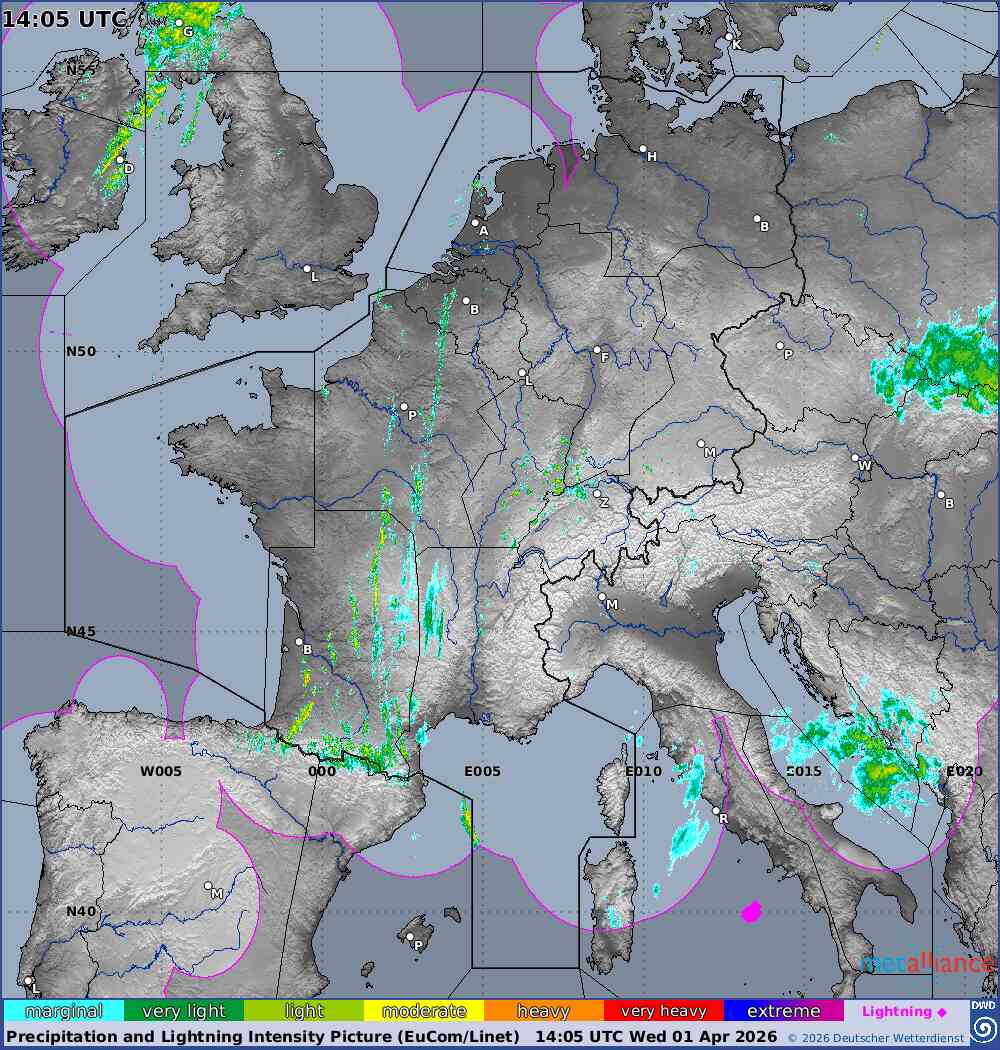 14:05 UTC
G
K
N55
D
H
A
B
L
B
N50
P
F
L
P
M
W
Z
B
M
N45
B
W005
000
E005
E010
E015
E020
R
M
N40
P
L
metalliance
marginal
very light
light
moderate
heavy
very heavy
extreme
Lightning ◆
DWD
Precipitation and Lightning Intensity Picture (EuCom/Linet) 14:05 UTC Wed 01 Apr 2026 © 2026 Deutscher Wetterdienst